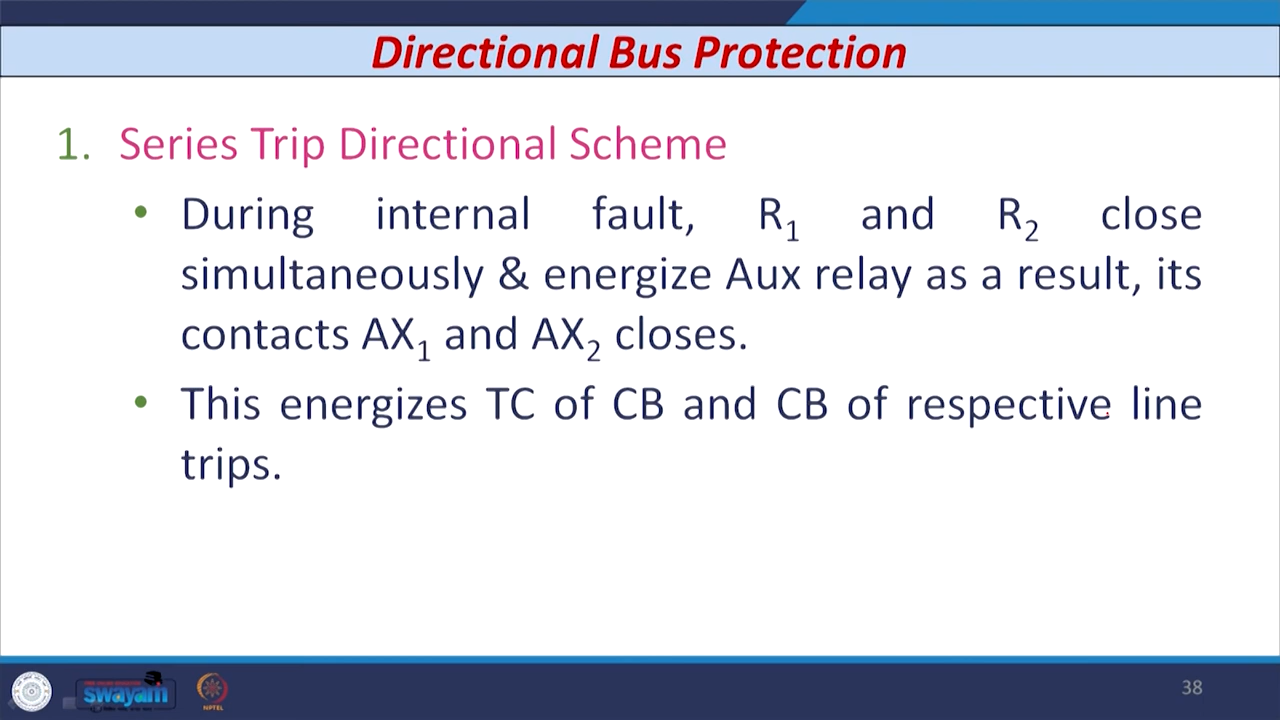 Directional Bus Protection
1. Series Trip Directional Scheme
• During internal fault, R₁ and R₂ close
simultaneously & energize Aux relay as a result, its
contacts AX₁ and AX₂ closes.
• This energizes TC of CB and CB of respective line
trips.
swayam
NPTEL
38